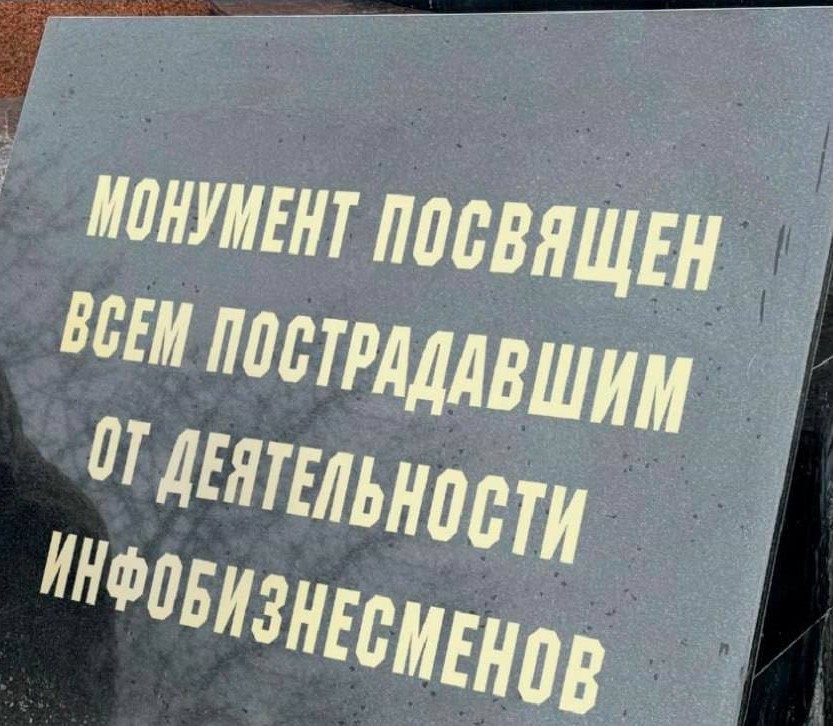 МОНУМЕНТ ПОСВЯЩЕН
ВСЕМ ПОСТРАДАВШИМ
ОТ ДЕЯТЕЛЬНОСТИ
ИНФОБИЗНЕСМЕНОВ